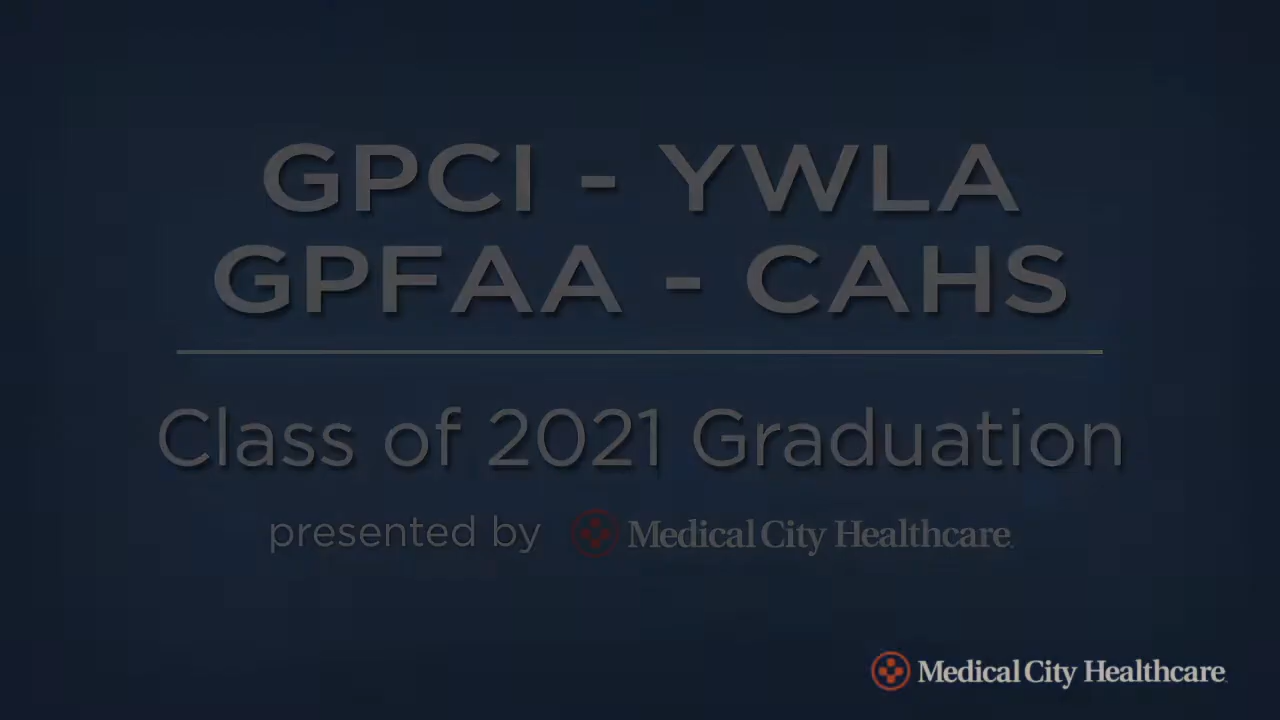 GPCI - YWLA
GPFAA - CAHS
Class of 2021 Graduation
presented by Medical City Healthcare
Medical City Healthcare